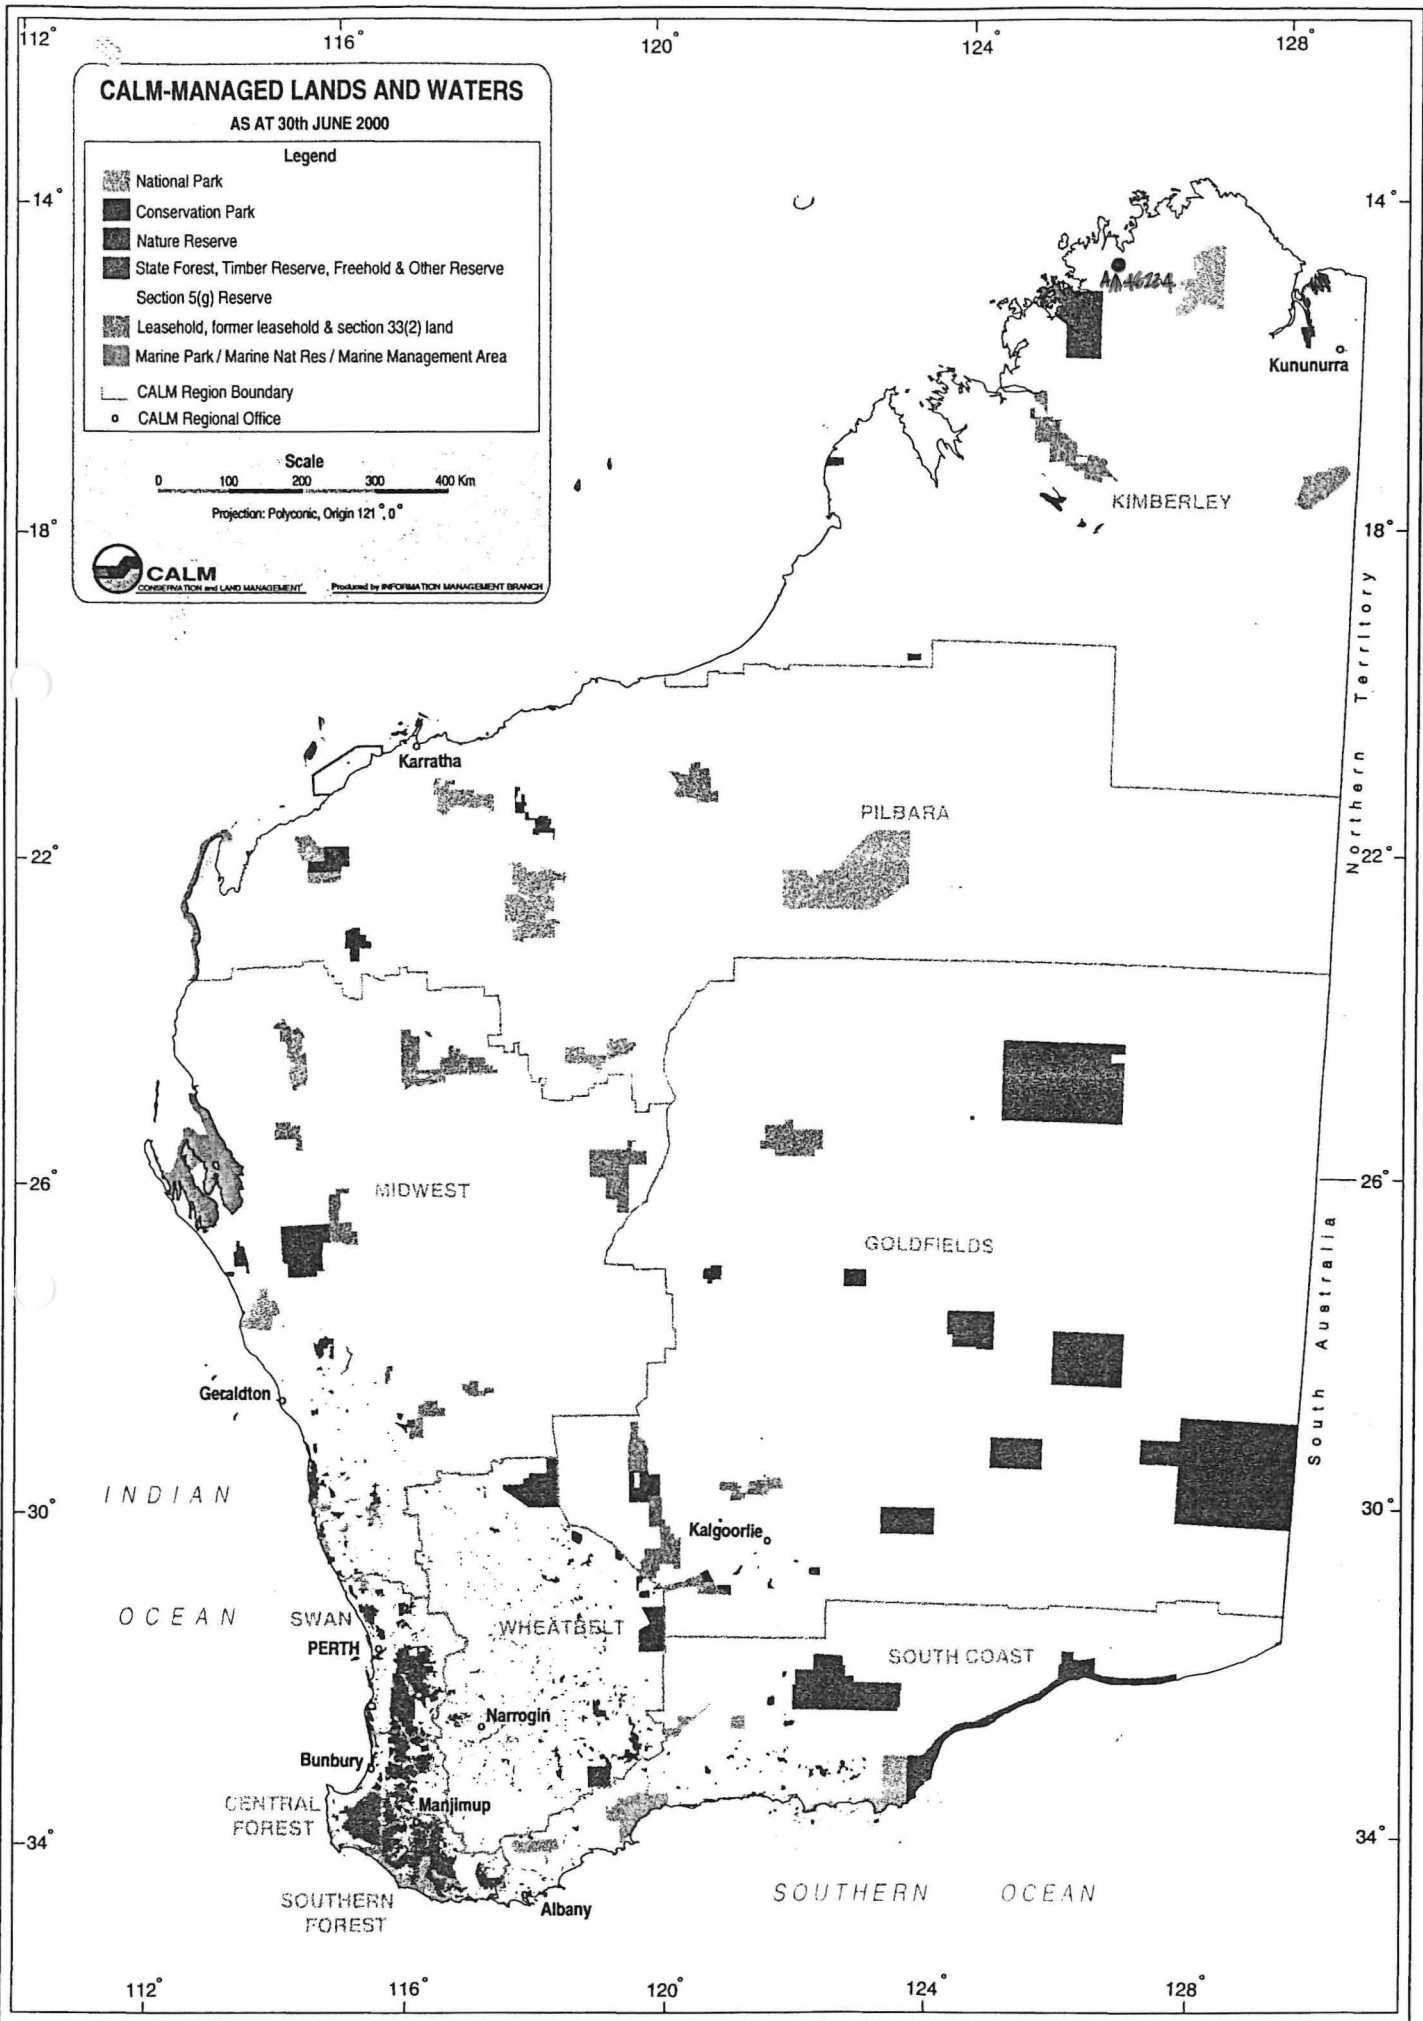 112° 116° 120° 124° 128°
CALM-MANAGED LANDS AND WATERS
AS AT 30th JUNE 2000
Legend
National Park
Conservation Park
Nature Reserve
State Forest, Timber Reserve, Freehold & Other Reserve
Section 5(g) Reserve
Leasehold, former leasehold & section 33(2) land
Marine Park / Marine Nat Res / Marine Management Area
CALM Region Boundary
CALM Regional Office
Scale
0 100 200 300 400 Km
Projection: Polyconic, Origin 121°, 0°
CALM
CONSERVATION and LAND MANAGEMENT
Produced by INFORMATION MANAGEMENT BRANCH
14° 14°
Kununurra
KIMBERLEY
18° 18°
Northern Territory
Karratha
PILBARA
22° 22°
26° 26°
MIDWEST
GOLDFIELDS
South Australia
Geraldton
INDIAN
30° 30°
Kalgoorlie
OCEAN
SWAN
WHEATBELT
PERTH
SOUTH COAST
Narrogin
Bunbury
CENTRAL
FOREST
Manjimup
34° 34°
SOUTHERN
FOREST
Albany
SOUTHERN OCEAN
112° 116° 120° 124° 128°